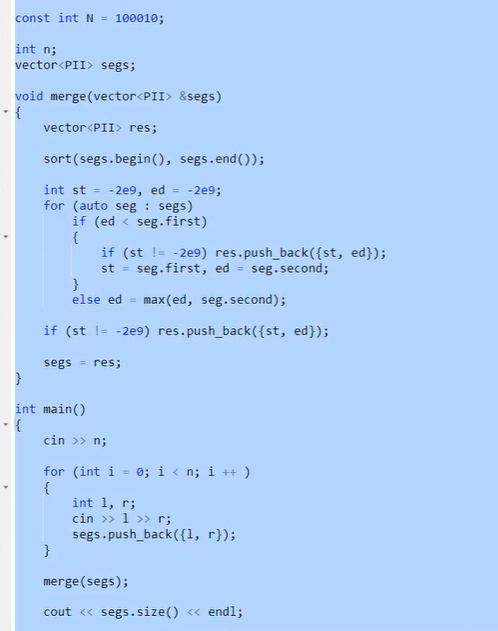 const int N = 100010;
int n;
vector<PII> segs;
void merge(vector<PII> &segs)
{
vector<PII> res;
sort(segs.begin(), segs.end());
int st = -2e9, ed = -2e9;
for (auto seg : segs)
if (ed < seg.first)
{
if (st != -2e9) res.push_back({st, ed});
st = seg.first, ed = seg.second;
}
else ed = max(ed, seg.second);
if (st != -2e9) res.push_back({st, ed});
segs = res;
}
int main()
{
cin >> n;
for (int i = 0; i < n; i ++ )
{
int l, r;
cin >> l >> r;
segs.push_back({l, r});
}
merge(segs);
cout << segs.size() << endl;